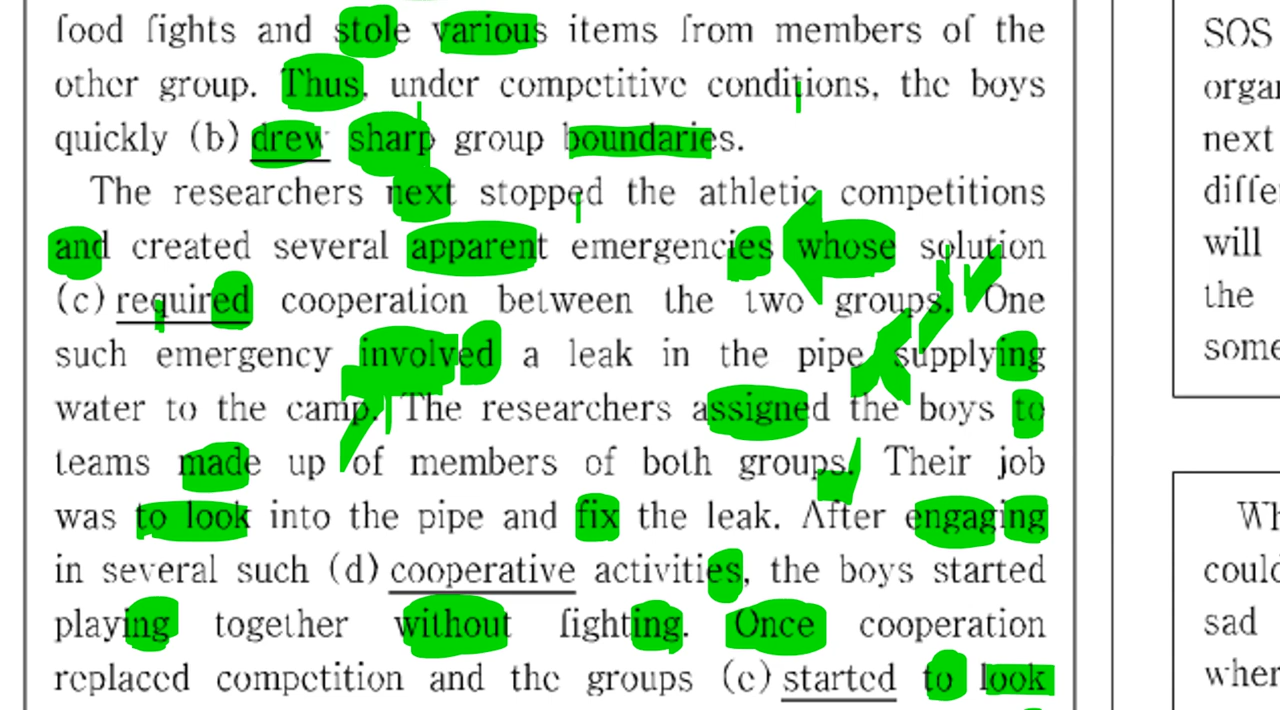 food fights and stole various items from members of the
other group. Thus, under competitive conditions, the boys
quickly (b) drew sharp group boundaries.
The researchers next stopped the athletic competitions
and created several apparent emergencies whose solution
(c) required cooperation between the two groups. One
such emergency involved a leak in the pipe supplying
water to the camp. The researchers assigned the boys to
teams made up of members of both groups. Their job
was to look into the pipe and fix the leak. After engaging
in several such (d) cooperative activities, the boys started
playing together without fighting. Once cooperation
replaced competition and the groups (e) started to look
SOS
next
will
the
sad